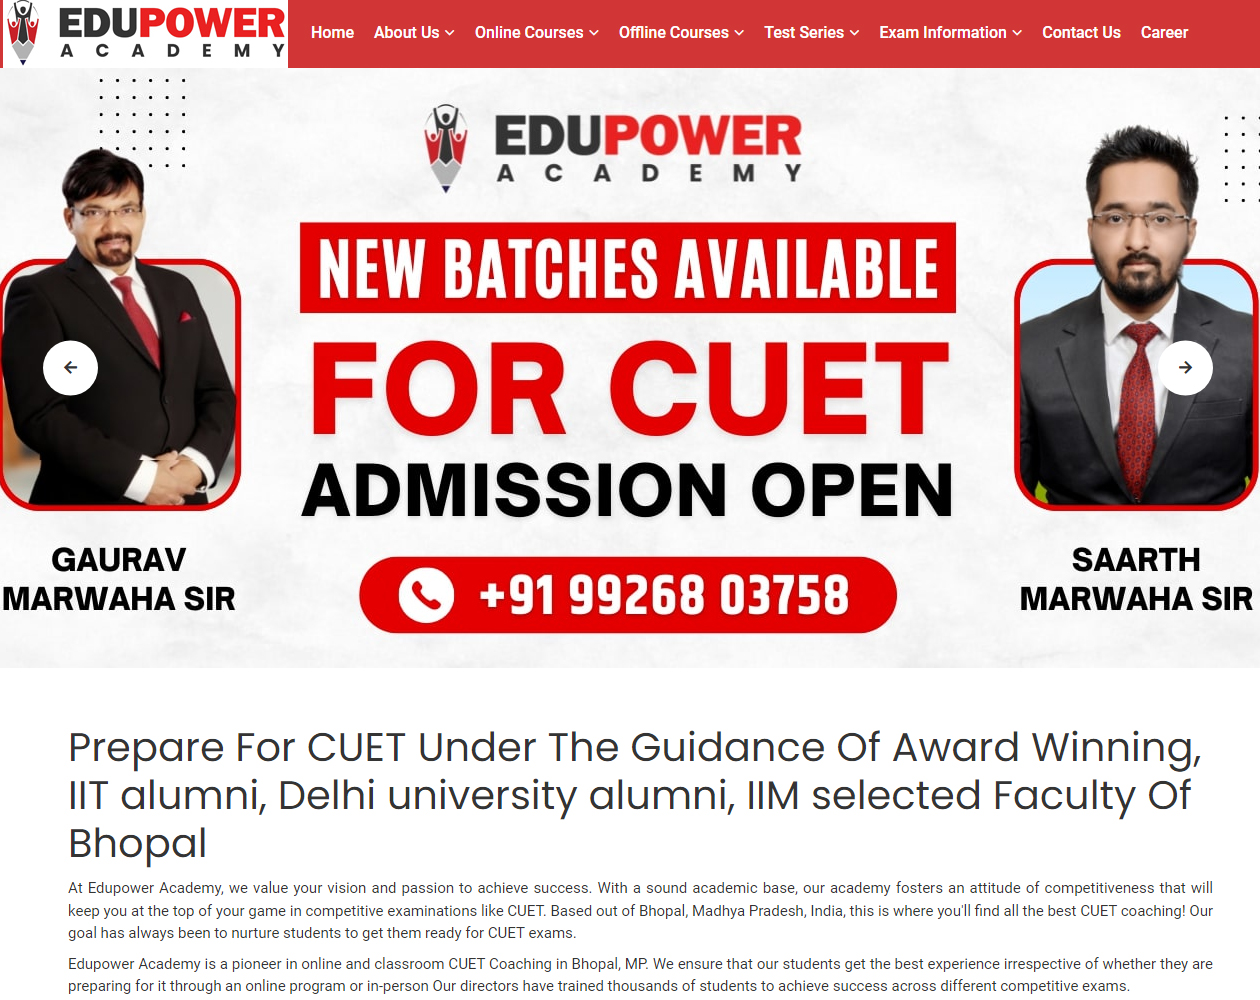 EDUPOWER
ACADEMY
Home About Us Online Courses Offline Courses Test Series Exam Information Contact Us Career
EDUPOWER
ACADEMY
NEW BATCHES AVAILABLE
FOR CUET
ADMISSION OPEN
+91 99268 03758
GAURAV
MARWAHA SIR
SAARTH
MARWAHA SIR
Prepare For CUET Under The Guidance Of Award Winning,
IIT alumni, Delhi university alumni, IIM selected Faculty Of
Bhopal
At Edupower Academy, we value your vision and passion to achieve success. With a sound academic base, our academy fosters an attitude of competitiveness that will
keep you at the top of your game in competitive examinations like CUET. Based out of Bhopal, Madhya Pradesh, India, this is where you'll find all the best CUET coaching! Our
goal has always been to nurture students to get them ready for CUET exams.
Edupower Academy is a pioneer in online and classroom CUET Coaching in Bhopal, MP. We ensure that our students get the best experience irrespective of whether they are
preparing for it through an online program or in-person Our directors have trained thousands of students to achieve success across different competitive exams.